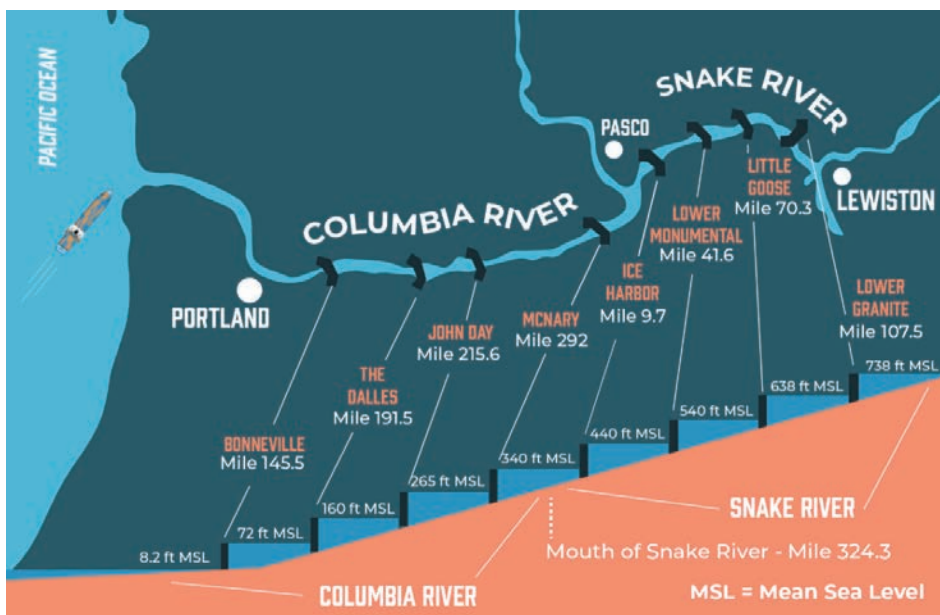 PACIFIC OCEAN
SNAKE RIVER
PASCO
COLUMBIA RIVER
LITTLE
GOOSE
Mile 70.3
LEWISTON
LOWER
MONUMENTAL
Mile 41.6
PORTLAND
ICE
HARBOR
Mile 9.7
LOWER
GRANITE
Mile 107.5
MCNARY
Mile 292
JOHN DAY
Mile 215.6
THE
DALLES
Mile 191.5
BONNEVILLE
Mile 145.5
738 ft MSL
638 ft MSL
540 ft MSL
440 ft MSL
340 ft MSL
265 ft MSL
160 ft MSL
72 ft MSL
8.2 ft MSL
SNAKE RIVER
Mouth of Snake River - Mile 324.3
COLUMBIA RIVER
MSL = Mean Sea Level